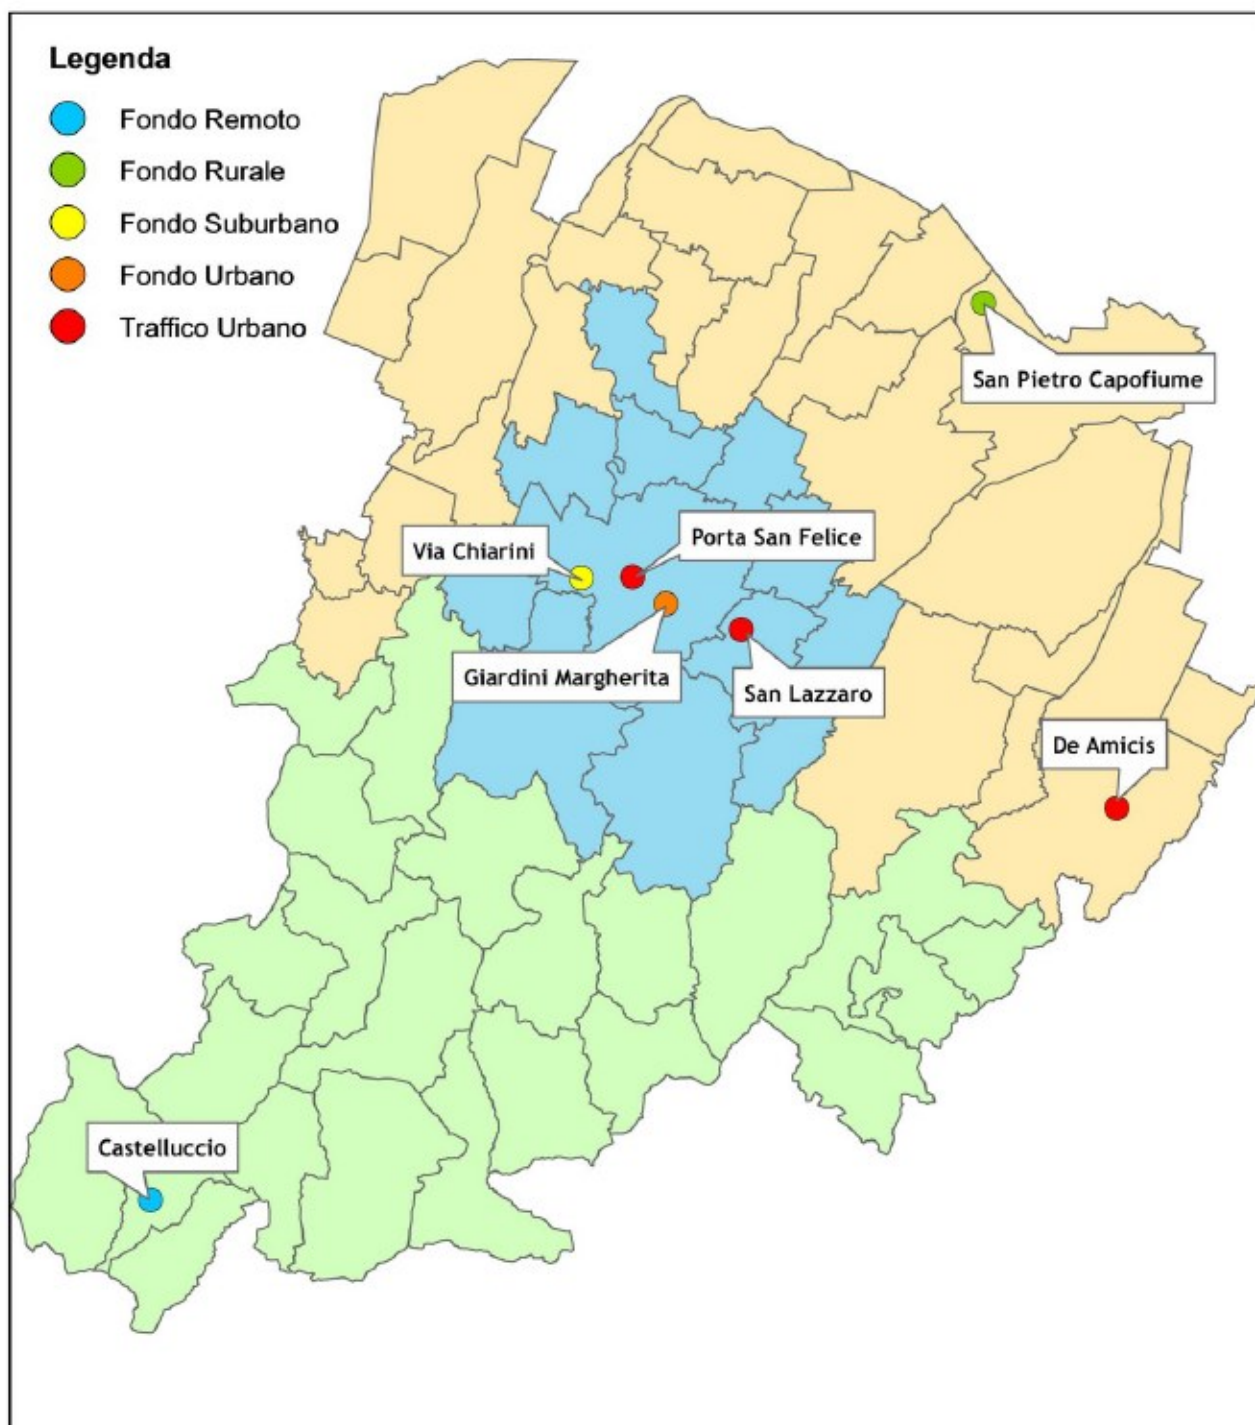 Legenda
Fondo Remoto
Fondo Rurale
Fondo Suburbano
Fondo Urbano
Traffico Urbano
San Pietro Capofiume
Porta San Felice
Via Chiarini
Giardini Margherita
San Lazzaro
De Amicis
Castelluccio